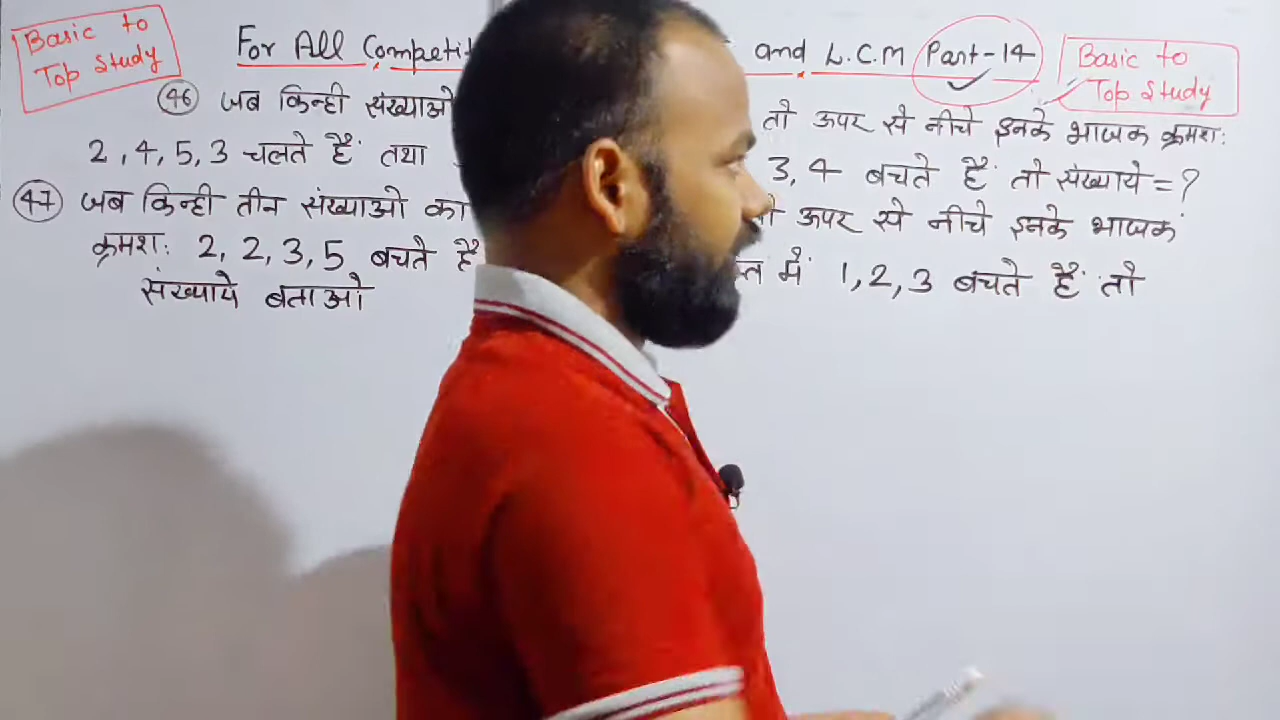 Basic to
Top Study
For All Competit and L.C.M Part-14
Basic to
Top Study
46 जब किन्ही संख्याओ तो ऊपर से नीचे इनके भाजक क्रमशः
2, 4, 5, 3 चलते हैं तथा 3, 4 बचते हैं तो संख्याये = ?
47 जब किन्ही तीन संख्याओ का तो ऊपर से नीचे इनके भाजक
क्रमशः 2, 2, 3, 5 बचते है में 1, 2, 3 बचते हैं तो
संख्याये बताओ